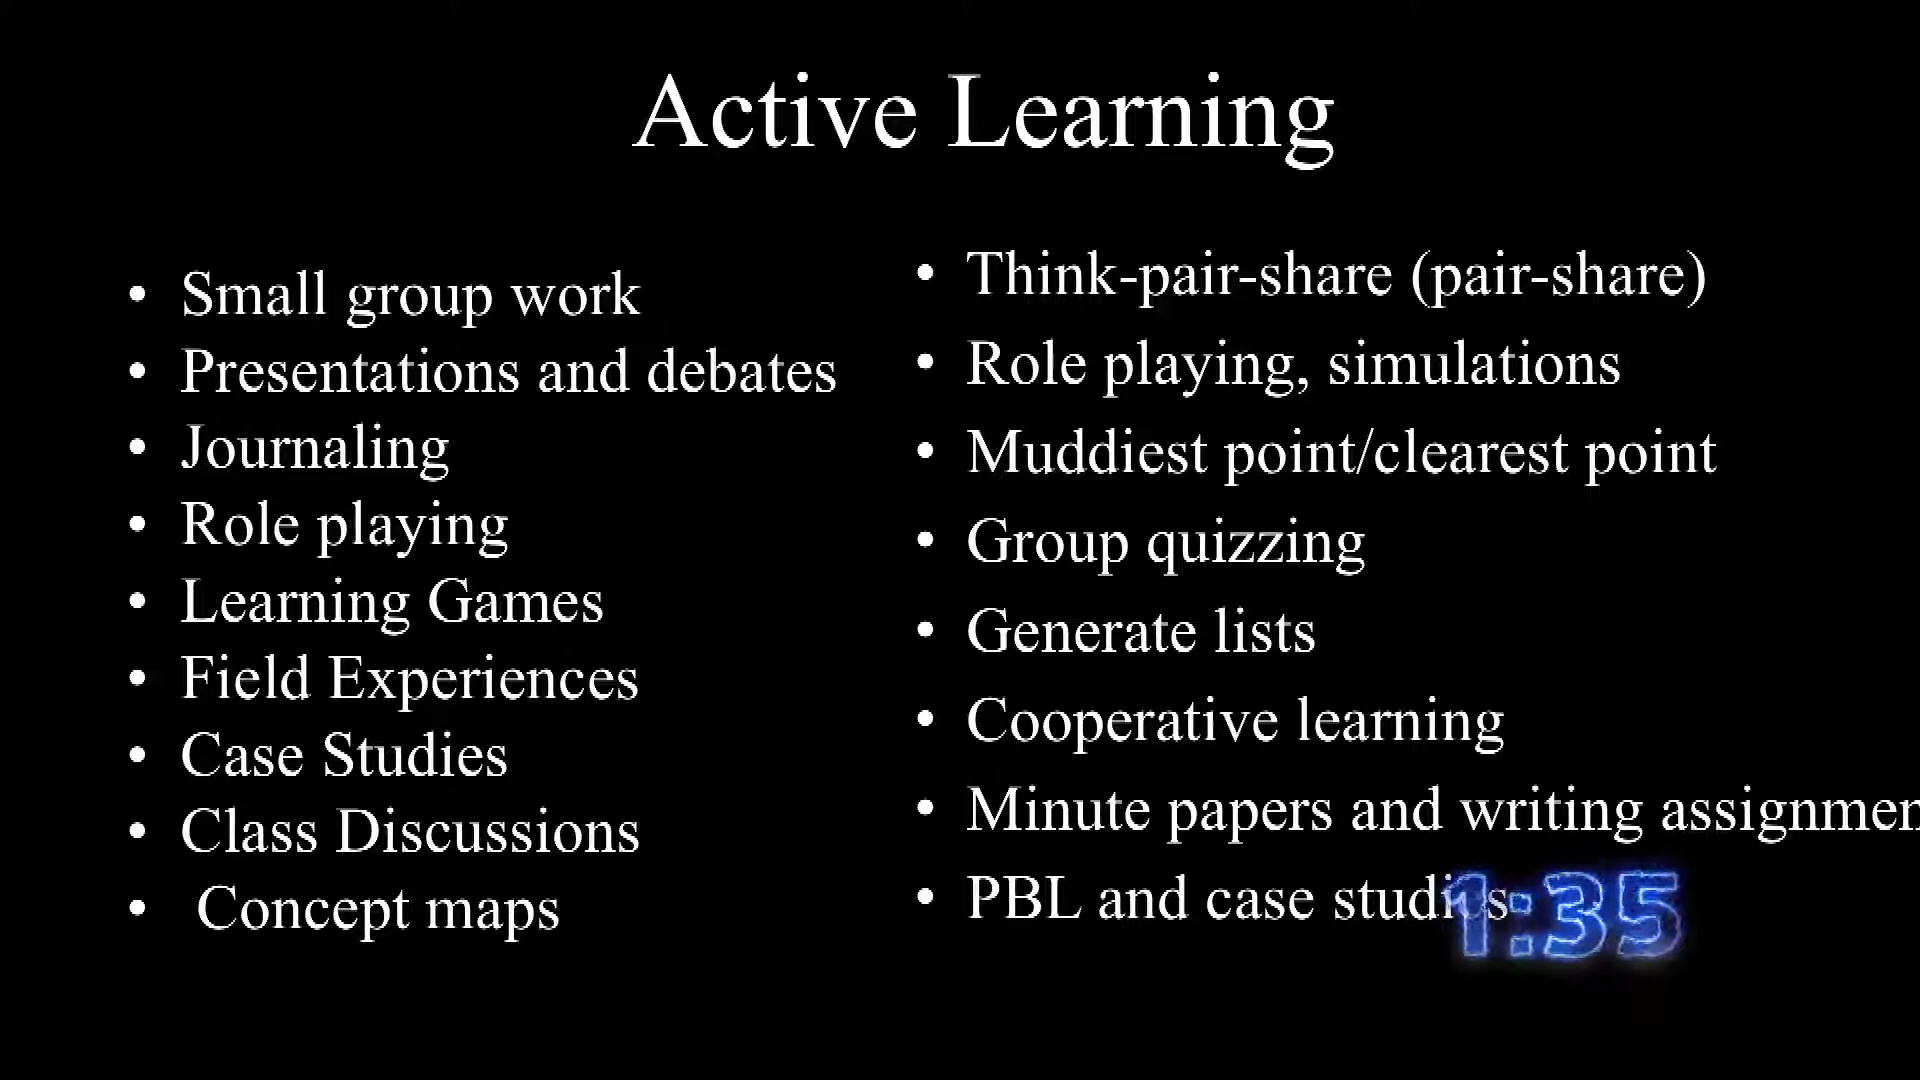 Active Learning
• Small group work
• Presentations and debates
• Journaling
• Role playing
• Learning Games
• Field Experiences
• Case Studies
• Class Discussions
• Concept maps
• Think-pair-share (pair-share)
• Role playing, simulations
• Muddiest point/clearest point
• Group quizzing
• Generate lists
• Cooperative learning
• Minute papers and writing assignmen
• PBL and case studies
1:35